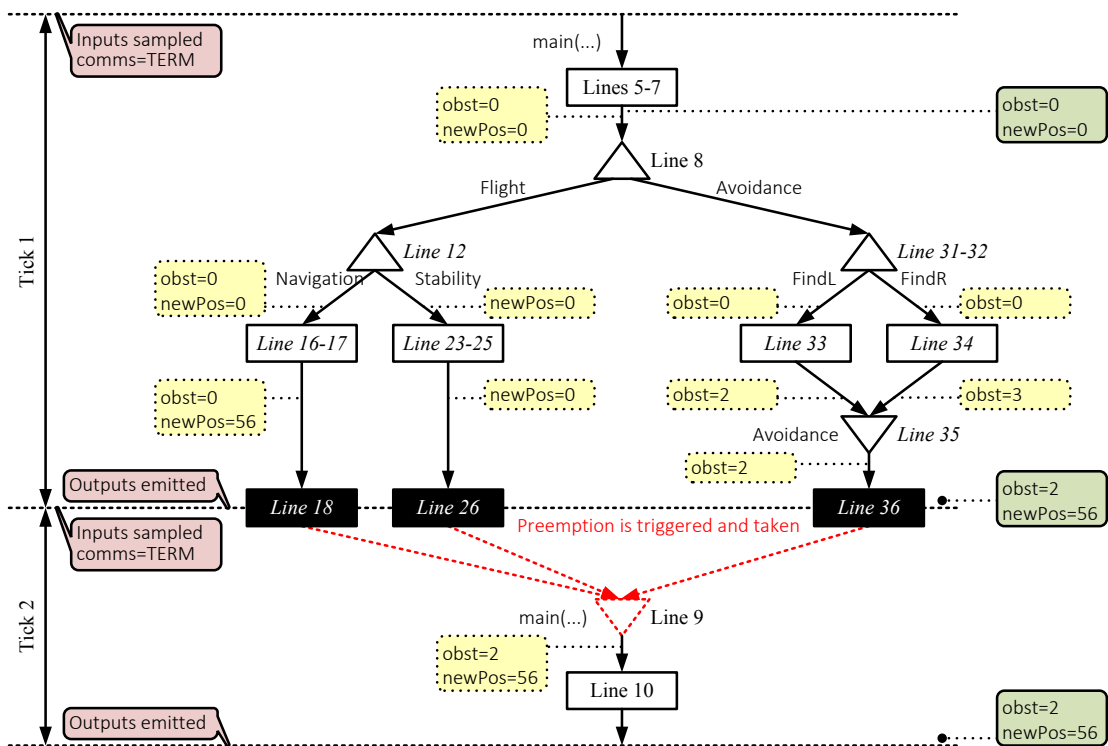 Inputs sampled
comms=TERM
main(...)
Lines 5-7
obst=0
newPos=0
obst=0
newPos=0
Line 8
Flight
Avoidance
Tick 1
Line 12
Line 31-32
obst=0
newPos=0
Navigation
Stability
newPos=0
obst=0
FindL
FindR
obst=0
Line 16-17
Line 23-25
Line 33
Line 34
obst=0
newPos=56
newPos=0
obst=2
obst=3
Avoidance
Line 35
obst=2
Outputs emitted
Line 18
Line 26
Line 36
obst=2
newPos=56
Inputs sampled
comms=TERM
Preemption is triggered and taken
Tick 2
main(...)
Line 9
obst=2
newPos=56
Line 10
Outputs emitted
obst=2
newPos=56